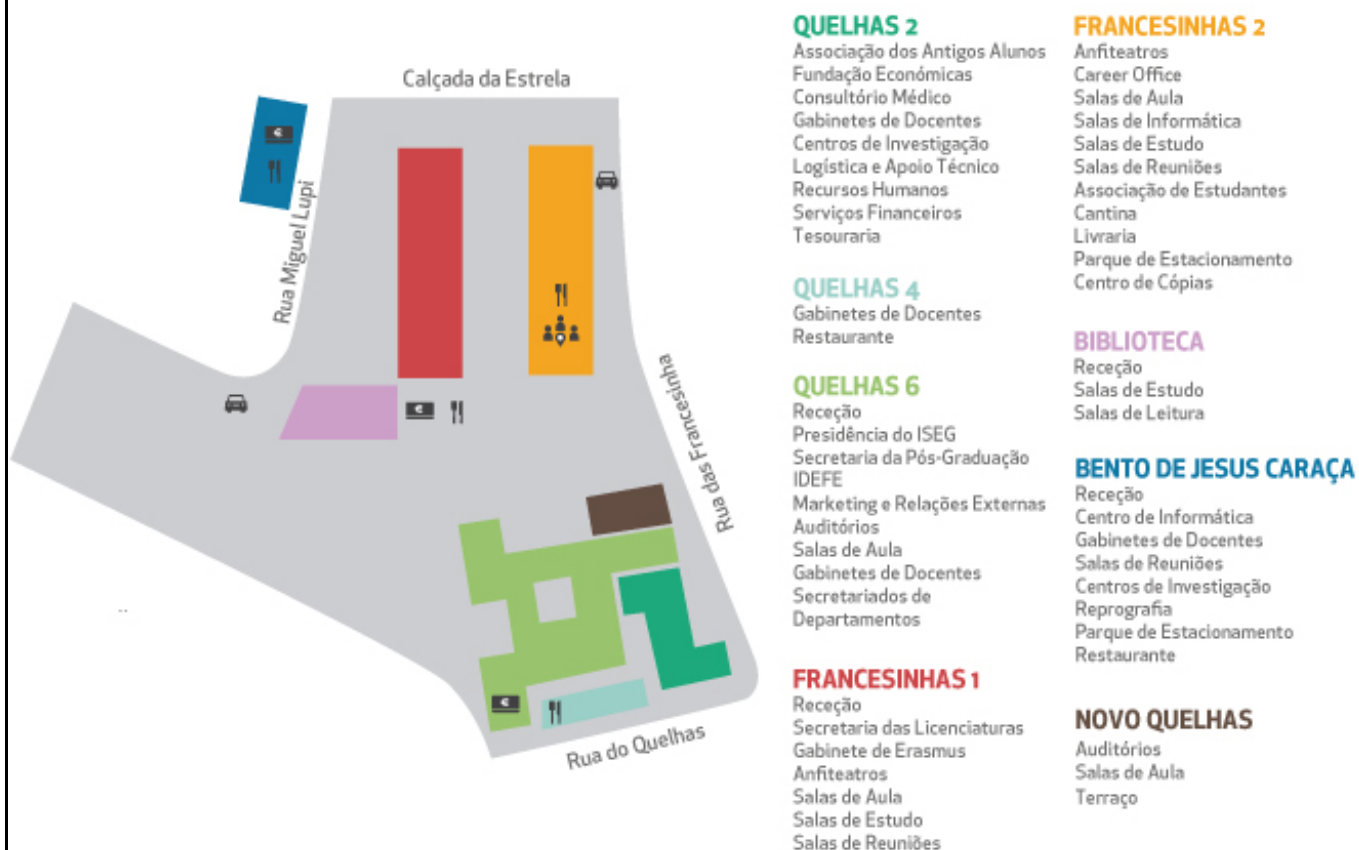 Calçada da Estrela
Rua Miguel Lupi
Rua das Francesinha
Rua do Quelhas
..
QUELHAS 2
Associação dos Antigos Alunos
Fundação Económicas
Consultório Médico
Gabinetes de Docentes
Centros de Investigação
Logística e Apoio Técnico
Recursos Humanos
Serviços Financeiros
Tesouraria
QUELHAS 4
Gabinetes de Docentes
Restaurante
QUELHAS 6
Receção
Presidência do ISEG
Secretaria da Pós-Graduação
IDEFE
Marketing e Relações Externas
Auditórios
Salas de Aula
Gabinetes de Docentes
Secretariados de
Departamentos
FRANCESINHAS 1
Receção
Secretaria das Licenciaturas
Gabinete de Erasmus
Anfiteatros
Salas de Aula
Salas de Estudo
Salas de Reuniões
FRANCESINHAS 2
Anfiteatros
Career Office
Salas de Aula
Salas de Informática
Salas de Estudo
Salas de Reuniões
Associação de Estudantes
Cantina
Livraria
Parque de Estacionamento
Centro de Cópias
BIBLIOTECA
Receção
Salas de Estudo
Salas de Leitura
BENTO DE JESUS CARAÇA
Receção
Centro de Informática
Gabinetes de Docentes
Salas de Reuniões
Centros de Investigação
Reprografia
Parque de Estacionamento
Restaurante
NOVO QUELHAS
Auditórios
Salas de Aula
Terraço